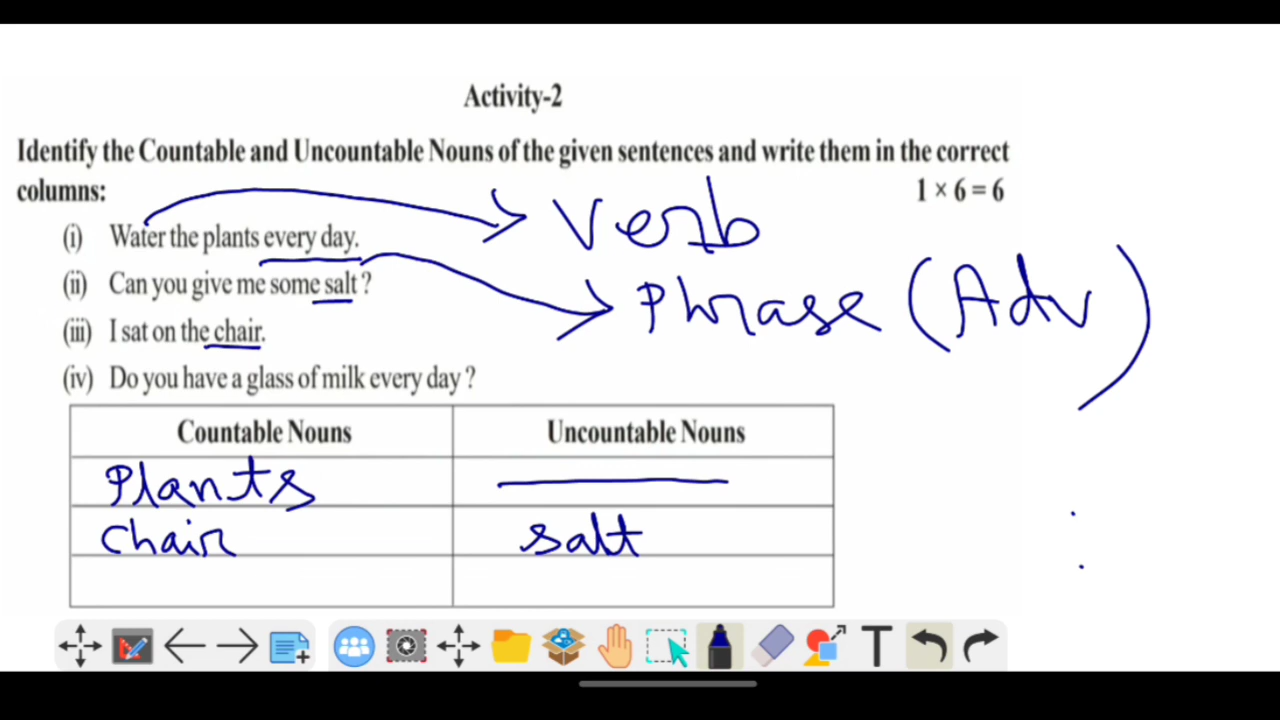 Activity-2
Identify the Countable and Uncountable Nouns of the given sentences and write them in the correct
columns: 1 × 6 = 6
(i) Water the plants every day. Verb
(ii) Can you give me some salt ? Phrase (Adv)
(iii) I sat on the chair.
(iv) Do you have a glass of milk every day ?
Countable Nouns Uncountable Nouns
Plants
Chair Salt
T